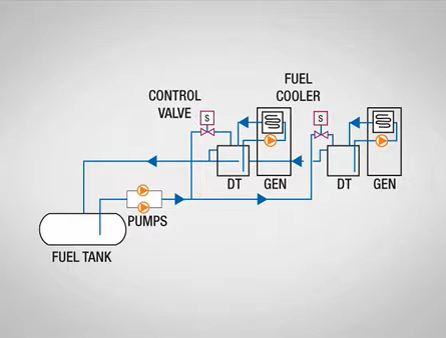 FUEL
COOLER
CONTROL
VALVE
S
S
DT
GEN
DT
GEN
PUMPS
FUEL TANK